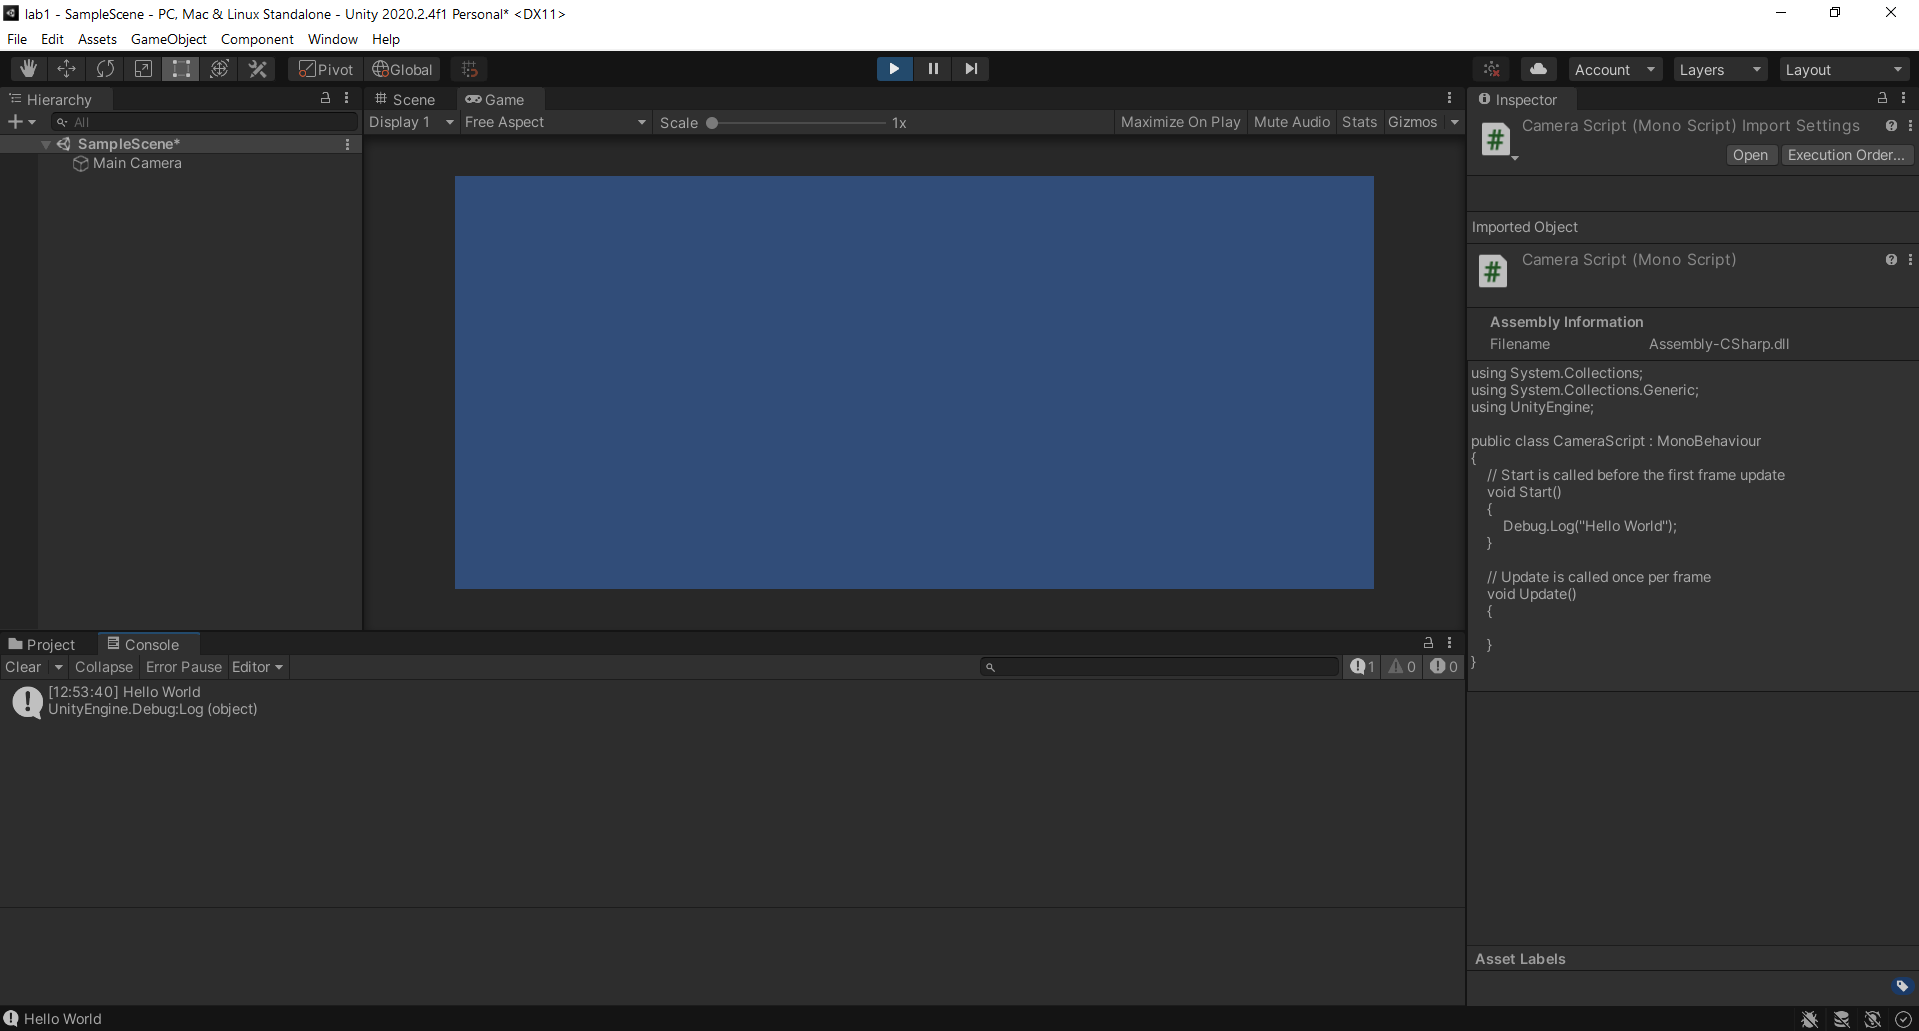 lab1 - SampleScene - PC, Mac & Linux Standalone - Unity 2020.2.4f1 Personal* <DX11>
File Edit Assets GameObject Component Window Help
Pivot Global Account Layers Layout
Hierarchy
All
SampleScene*
Main Camera
Scene Game
Display 1 Free Aspect Scale 1x Maximize On Play Mute Audio Stats Gizmos
Inspector
Camera Script (Mono Script) Import Settings
Open Execution Order...
Imported Object
Camera Script (Mono Script)
Assembly Information
Filename Assembly-CSharp.dll
using System.Collections;
using System.Collections.Generic;
using UnityEngine;
public class CameraScript : MonoBehaviour
{
// Start is called before the first frame update
void Start()
{
Debug.Log("Hello World");
}
// Update is called once per frame
void Update()
{
}
}
Asset Labels
Project Console
Clear Collapse Error Pause Editor 1 0 0
[12:53:40] Hello World
UnityEngine.Debug:Log (object)
Hello World